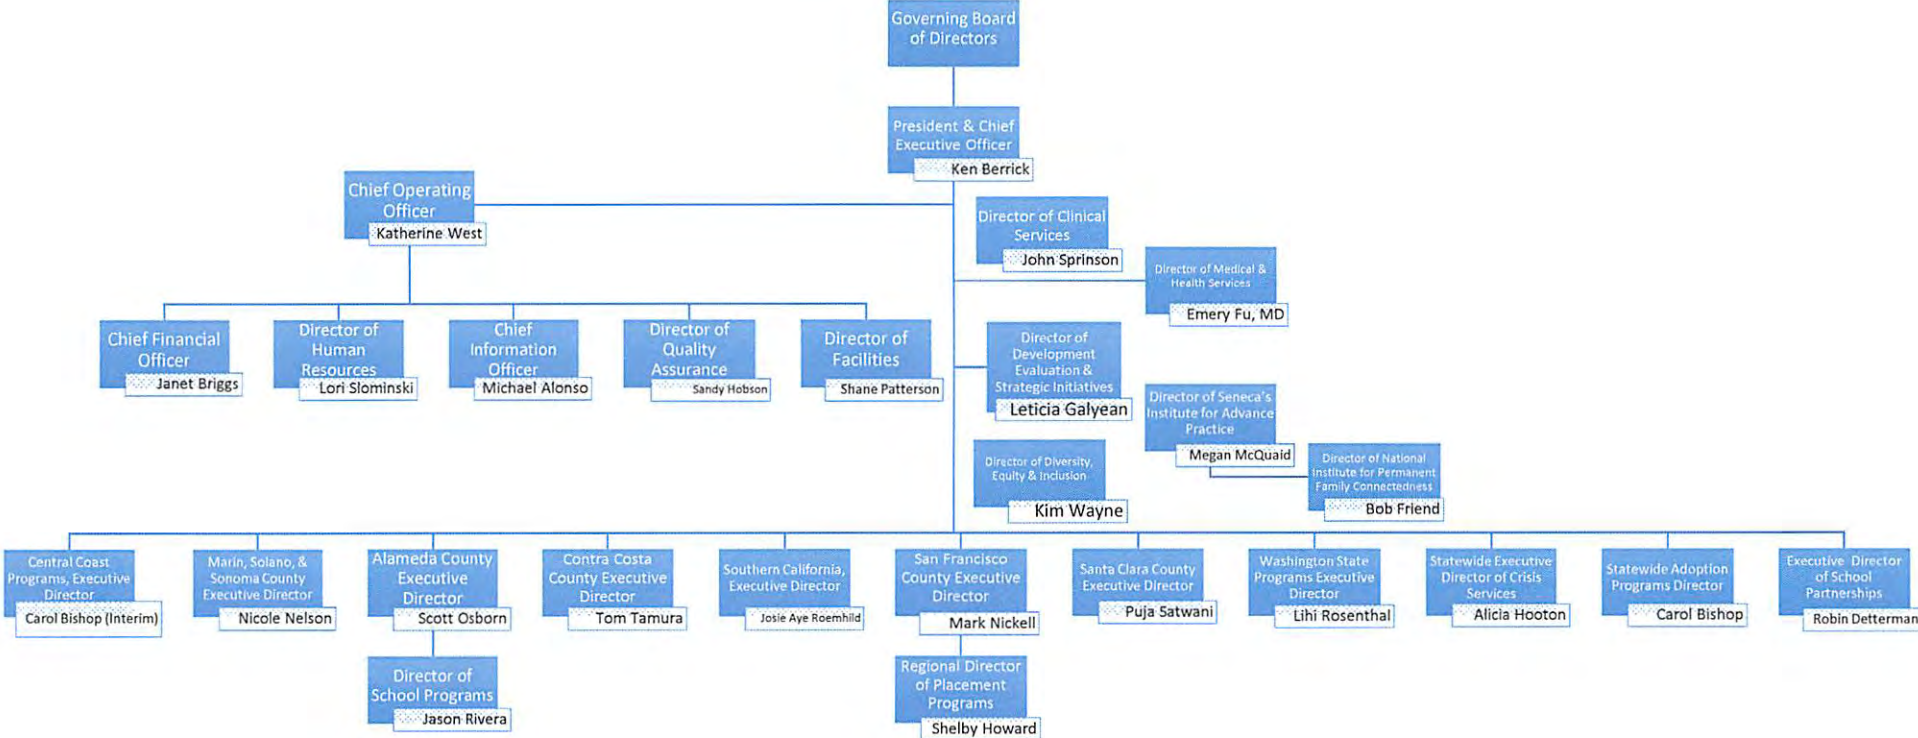 Governing Board
of Directors
President & Chief
Executive Officer
Ken Berrick
Chief Operating
Officer
Katherine West
Director of Clinical
Services
John Sprinson
Director of Medical &
Health Services
Emery Fu, MD
Chief Financial
Officer
Janet Briggs
Director of
Human
Resources
Lori Slominski
Chief
Information
Officer
Michael Alonso
Director of
Quality
Assurance
Sandy Hobson
Director of
Facilities
Shane Patterson
Director of
Development
Evaluation &
Strategic Initiatives
Leticia Galyean
Director of Seneca's
Institute for Advance
Practice
Megan McQuaid
Director of Diversity,
Equity & Inclusion
Kim Wayne
Director of National
Institute for Permanent
Family Connectedness
Bob Friend
Central Coast
Programs, Executive
Director
Carol Bishop (Interim)
Marin, Solano, &
Sonoma County
Executive Director
Nicole Nelson
Alameda County
Executive
Director
Scott Osborn
Contra Costa
County Executive
Director
Tom Tamura
Southern California,
Executive Director
Josie Aye Roemhild
San Francisco
County Executive
Director
Mark Nickell
Santa Clara County
Executive Director
Puja Satwani
Washington State
Programs Executive
Director
Lihi Rosenthal
Statewide Executive
Director of Crisis
Services
Alicia Hooton
Statewide Adoption
Programs Director
Carol Bishop
Executive Director
of School
Partnerships
Robin Detterman
Director of
School Programs
Jason Rivera
Regional Director
of Placement
Programs
Shelby Howard